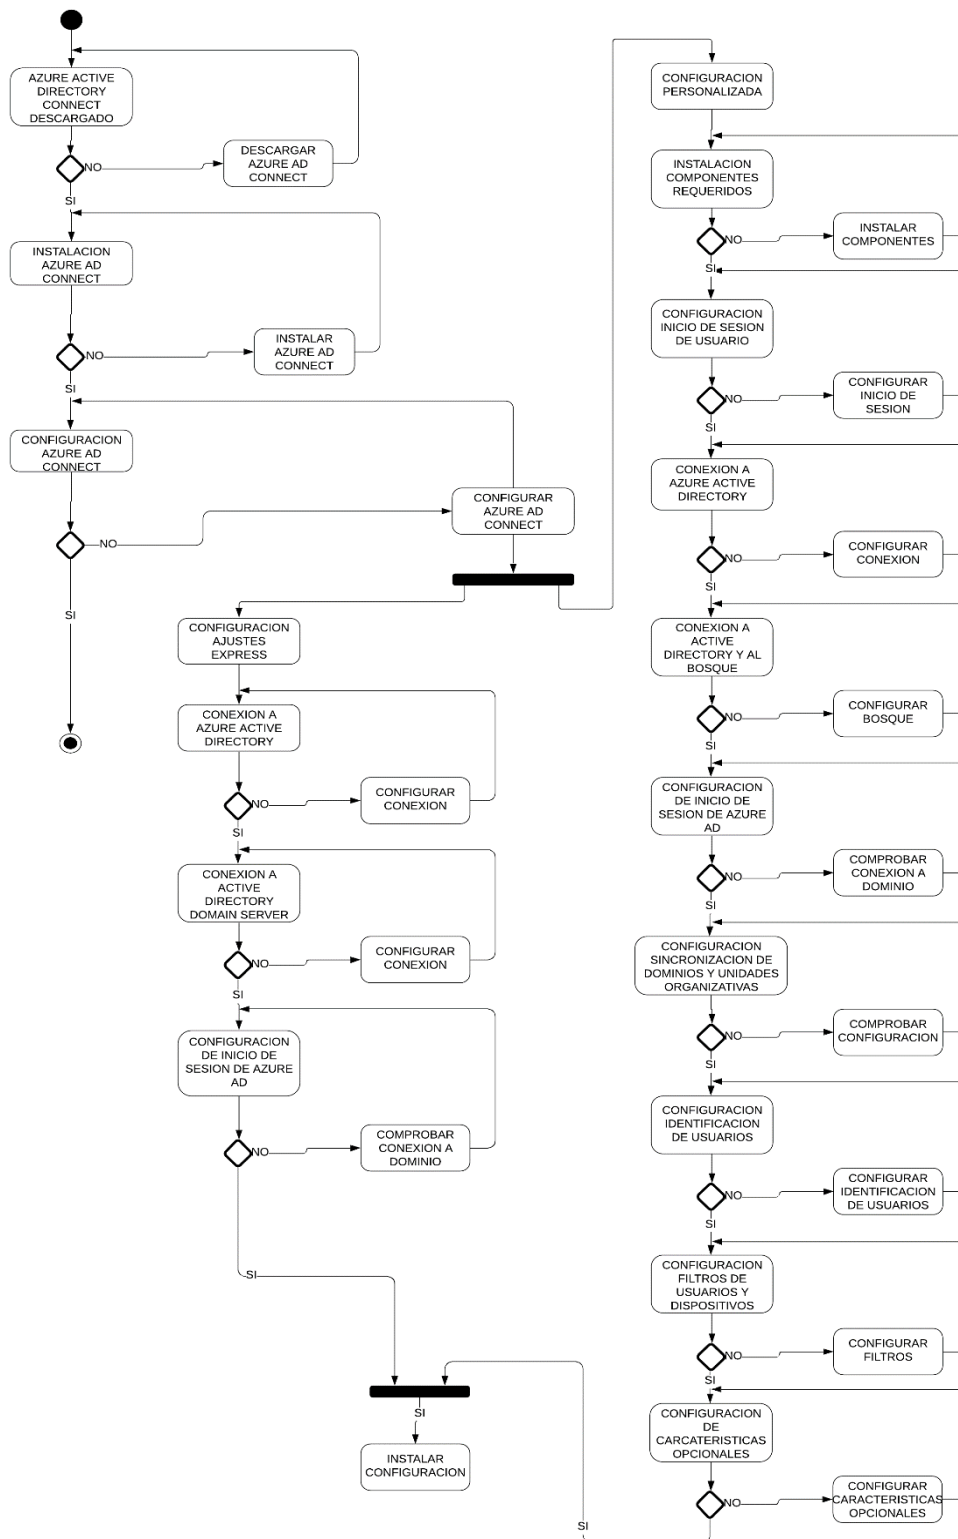 AZURE ACTIVE
DIRECTORY
CONNECT
DESCARGADO
NO
DESCARGAR
AZURE AD
CONNECT
SI
INSTALACION
AZURE AD
CONNECT
NO
INSTALAR
AZURE AD
CONNECT
SI
CONFIGURACION
AZURE AD
CONNECT
NO
CONFIGURAR
AZURE AD
CONNECT
SI
CONFIGURACION
AJUSTES
EXPRESS
CONEXION A
AZURE ACTIVE
DIRECTORY
NO
CONFIGURAR
CONEXION
SI
CONEXION A
ACTIVE
DIRECTORY
DOMAIN SERVER
NO
CONFIGURAR
CONEXION
SI
CONFIGURACION
DE INICIO DE
SESION DE AZURE
AD
NO
COMPROBAR
CONEXION A
DOMINIO
SI
CONFIGURACION
PERSONALIZADA
INSTALACION
COMPONENTES
REQUERIDOS
NO
INSTALAR
COMPONENTES
SI
CONFIGURACION
INICIO DE SESION
DE USUARIO
NO
CONFIGURAR
INICIO DE
SESION
SI
CONEXION A
AZURE ACTIVE
DIRECTORY
NO
CONFIGURAR
CONEXION
SI
CONEXION A
ACTIVE
DIRECTORY Y AL
BOSQUE
NO
CONFIGURAR
BOSQUE
SI
CONFIGURACION
DE INICIO DE
SESION DE AZURE
AD
NO
COMPROBAR
CONEXION A
DOMINIO
SI
CONFIGURACION
SINCRONIZACION DE
DOMINIOS Y UNIDADES
ORGANIZATIVAS
NO
COMPROBAR
CONFIGURACION
SI
CONFIGURACION
IDENTIFICACION
DE USUARIOS
NO
CONFIGURAR
IDENTIFICACION
DE USUARIOS
SI
CONFIGURACION
FILTROS DE
USUARIOS Y
DISPOSITIVOS
NO
CONFIGURAR
FILTROS
SI
CONFIGURACION
DE
CARCATERISTICAS
OPCIONALES
NO
CONFIGURAR
CARACTERISTICAS
OPCIONALES
SI
SI
INSTALAR
CONFIGURACION